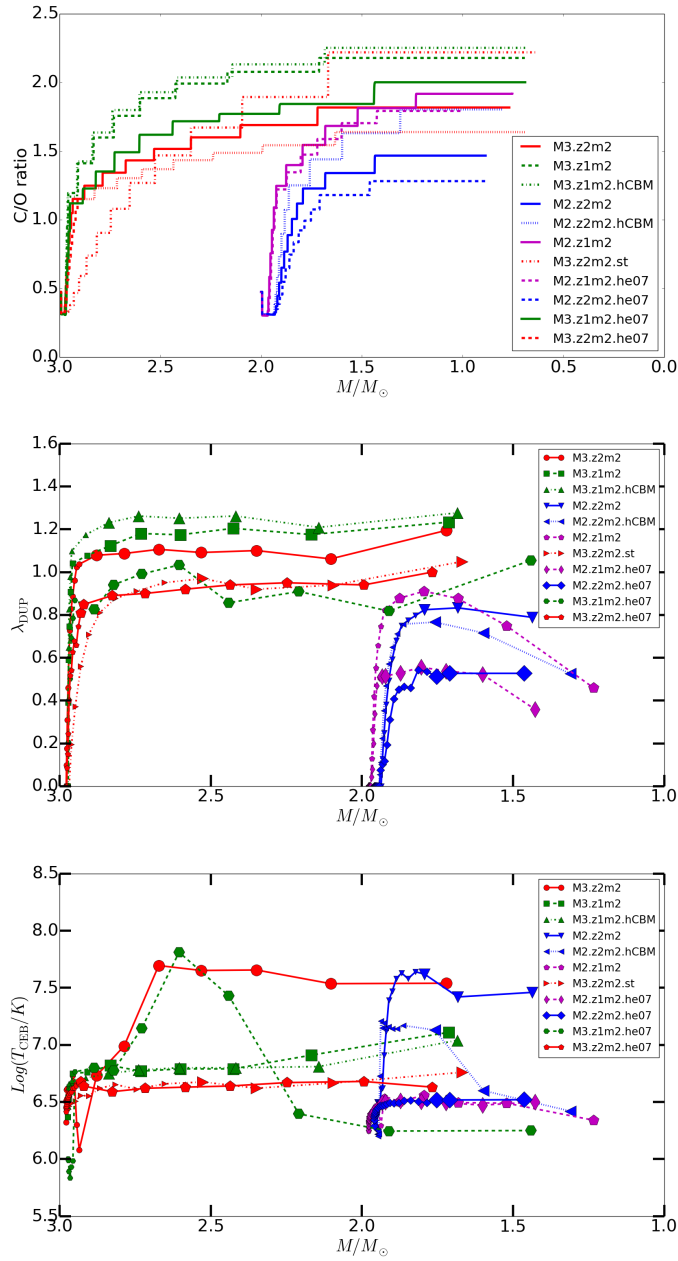 2.5
2.0
1.5
1.0
0.5
0.0
C/O ratio
M3.z2m2
M3.z1m2
M3.z1m2.hCBM
M2.z2m2
M2.z2m2.hCBM
M2.z1m2
M3.z2m2.st
M2.z1m2.he07
M2.z2m2.he07
M3.z1m2.he07
M3.z2m2.he07
3.0 2.5 2.0 1.5 1.0 0.5 0.0
M/M☉
1.6
1.4
1.2
1.0
0.8
0.6
0.4
0.2
0.0
λDUP
M3.z2m2
M3.z1m2
M3.z1m2.hCBM
M2.z2m2
M2.z2m2.hCBM
M2.z1m2
M3.z2m2.st
M2.z1m2.he07
M2.z2m2.he07
M3.z1m2.he07
M3.z2m2.he07
3.0 2.5 2.0 1.5 1.0
M/M☉
8.5
8.0
7.5
7.0
6.5
6.0
5.5
Log(TCEB/K)
M3.z2m2
M3.z1m2
M3.z1m2.hCBM
M2.z2m2
M2.z2m2.hCBM
M2.z1m2
M3.z2m2.st
M2.z1m2.he07
M2.z2m2.he07
M3.z1m2.he07
M3.z2m2.he07
3.0 2.5 2.0 1.5 1.0
M/M☉